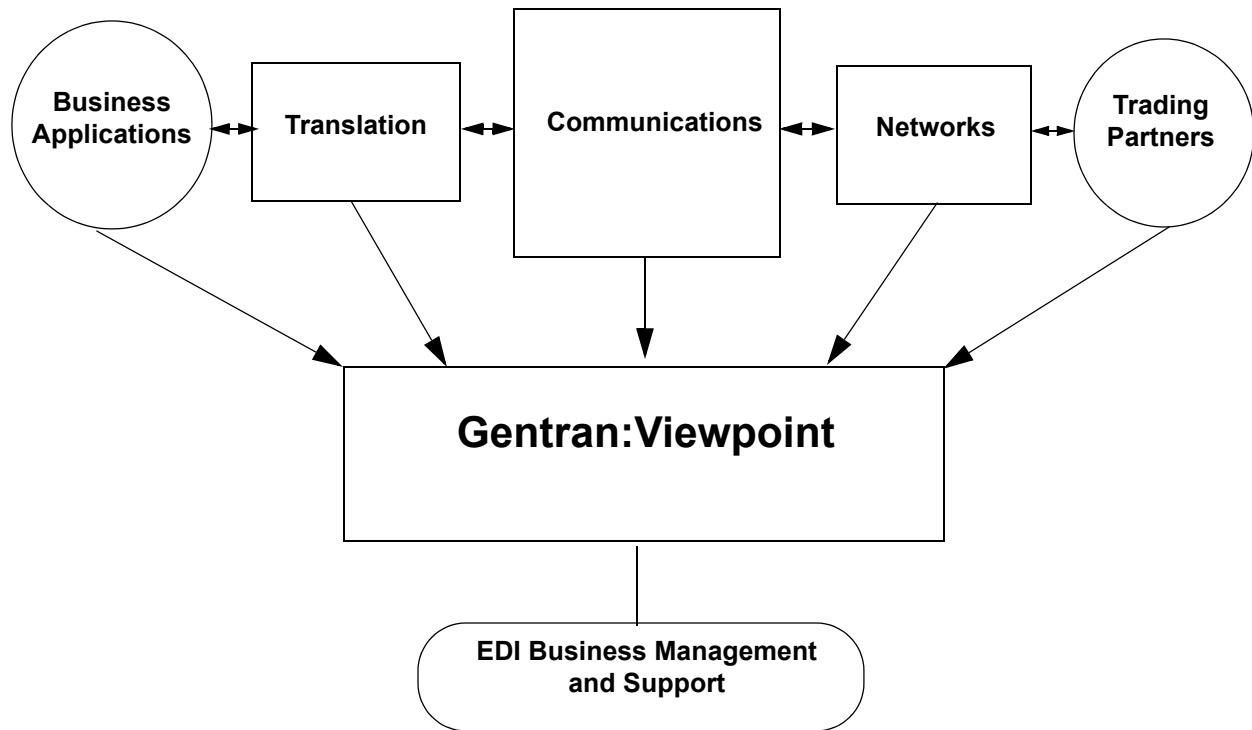 Business
Applications
Translation
Communications
Networks
Trading
Partners
Gentran:Viewpoint
EDI Business Management
and Support